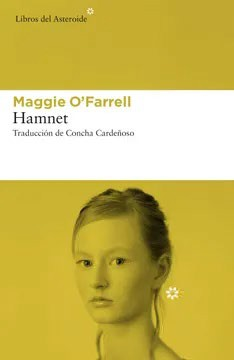 Libros del Asteroide
Maggie O'Farrell
Hamnet
Traducción de Concha Cardeñoso